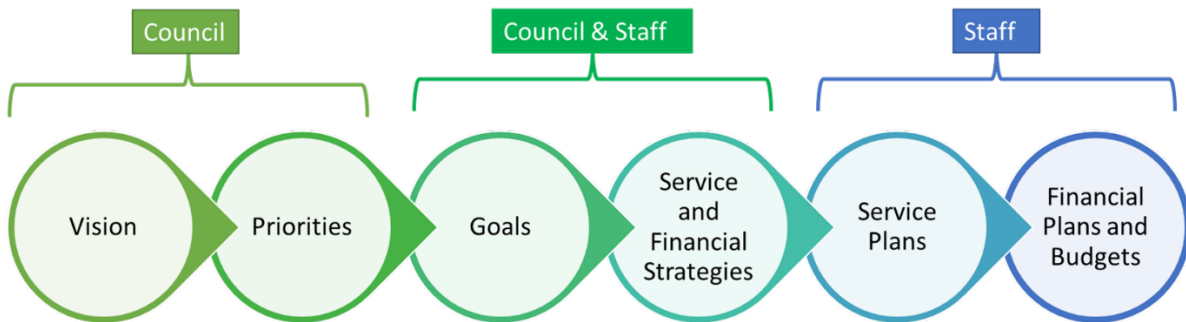 Council
Council & Staff
Staff
Vision
Priorities
Goals
Service
and
Financial
Strategies
Service
Plans
Financial
Plans and
Budgets